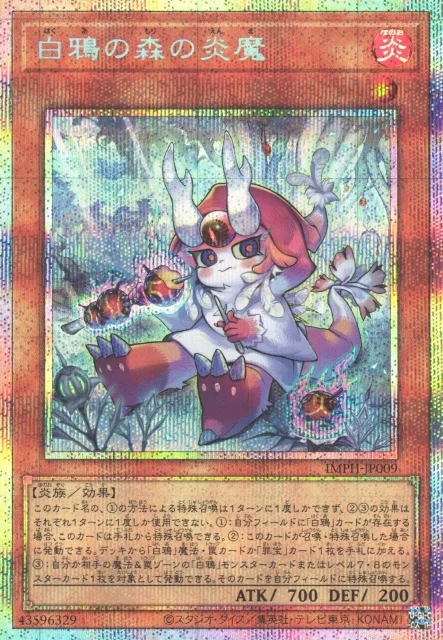 白鴉の森の炎魔
炎
IMPH-JP009
【炎族／効果】
このカード名の、①の方法による特殊召喚は1ターンに1度しかできず、②③の効果は
それぞれ1ターンに1度しか使用できない。①：自分フィールドに「白鴉」カードが存在する
場合、このカードは手札から特殊召喚できる。②：このカードが召喚・特殊召喚した場合
に発動できる。デッキから「白鴉」魔法・罠カードか「罪宝」カード1枚を手札に加える。
③：自分か相手の魔法＆罠ゾーンの「白鴉」モンスターカードまたはレベル7・8のモン
スターカード1枚を対象として発動できる。そのカードを自分フィールドに特殊召喚する。
ATK/ 700 DEF/ 200
43596329 ©スタジオ・ダイス/集英社・テレビ東京・KONAMI